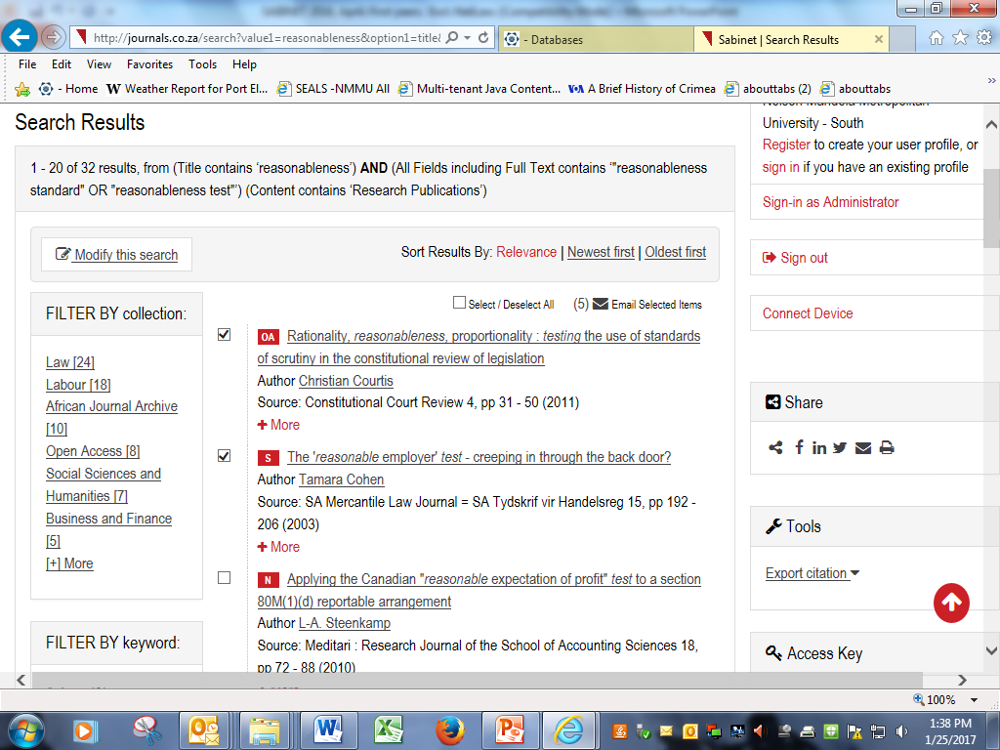 SABINET
http://journals.co.za/search?value1=reasonableness&option1=title&
- Databases
Sabinet | Search Results
File Edit View Favorites Tools Help
- Home
Weather Report for Port El...
SEALS -NMMU All
Multi-tenant Java Content...
VOA A Brief History of Crimea
abouttabs (2)
abouttabs
Search Results
1 - 20 of 32 results, from (Title contains ‘reasonableness’) AND (All Fields including Full Text contains ‘"reasonableness
standard" OR "reasonableness test"’) (Content contains ‘Research Publications’)
Modify this search
Sort Results By: Relevance | Newest first | Oldest first
Select / Deselect All (5) Email Selected Items
FILTER BY collection:
Law [24]
Labour [18]
African Journal Archive
[10]
Open Access [8]
Social Sciences and
Humanities [7]
Business and Finance
[5]
[+] More
FILTER BY keyword:
OA Rationality, reasonableness, proportionality : testing the use of standards
of scrutiny in the constitutional review of legislation
Author Christian Courtis
Source: Constitutional Court Review 4, pp 31 - 50 (2011)
+ More
S The 'reasonable employer' test - creeping in through the back door?
Author Tamara Cohen
Source: SA Mercantile Law Journal = SA Tydskrif vir Handelsreg 15, pp 192 -
206 (2003)
+ More
N Applying the Canadian "reasonable expectation of profit" test to a section
80M(1)(d) reportable arrangement
Author L-A. Steenkamp
Source: Meditari : Research Journal of the School of Accounting Sciences 18,
pp 72 - 88 (2010)
Nelson Mandela Metropolitan
University - South
Register to create your user profile, or
sign in if you have an existing profile
Sign-in as Administrator
Sign out
Connect Device
Share
Tools
Export citation
Access Key
100%
1:38 PM
1/25/2017